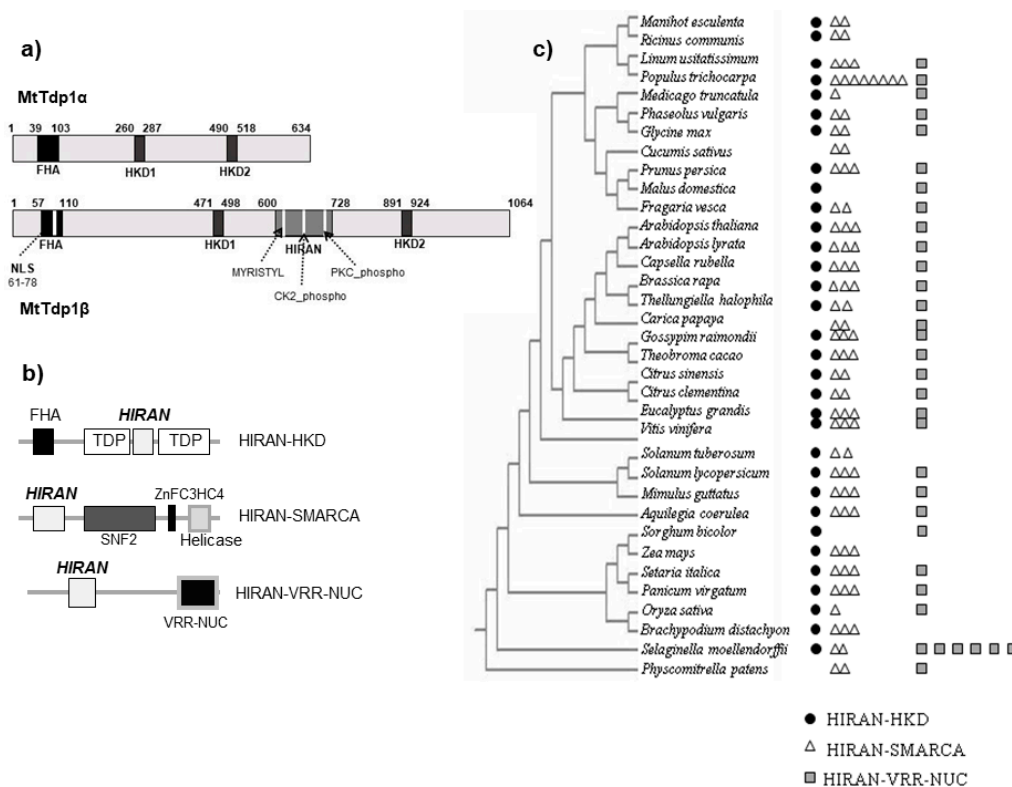 a)
MtTdp1α
1 39 103 260 287 490 518 634
FHA HKD1 HKD2
1 57 110 471 498 600 728 891 924 1064
FHA HKD1 HIRAN HKD2
NLS
61-78
MYRISTYL PKC_phospho
CK2_phospho
MtTdp1β
b)
FHA HIRAN
TDP TDP HIRAN-HKD
HIRAN ZnFC3HC4
HIRAN-SMARCA
SNF2 Helicase
HIRAN
HIRAN-VRR-NUC
VRR-NUC
c)
Manihot esculenta
Ricinus communis
Linum usitatissimum
Populus trichocarpa
Medicago truncatula
Phaseolus vulgaris
Glycine max
Cucumis sativus
Prunus persica
Malus domestica
Fragaria vesca
Arabidopsis thaliana
Arabidopsis lyrata
Capsella rubella
Brassica rapa
Thellungiella halophila
Carica papaya
Gossypim raimondii
Theobroma cacao
Citrus sinensis
Citrus clementina
Eucalyptus grandis
Vitis vinifera
Solanum tuberosum
Solanum lycopersicum
Mimulus guttatus
Aquilegia coerulea
Sorghum bicolor
Zea mays
Setaria italica
Panicum virgatum
Oryza sativa
Brachypodium distachyon
Selaginella moellendorffii
Physcomitrella patens
HIRAN-HKD
HIRAN-SMARCA
HIRAN-VRR-NUC